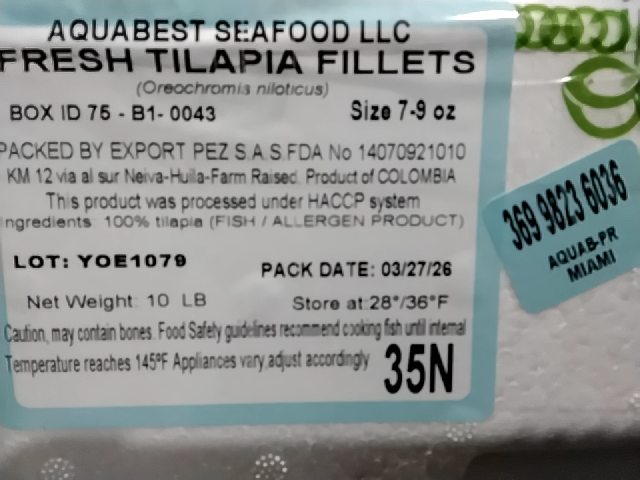 AQUABEST SEAFOOD LLC
FRESH TILAPIA FILLETS
(Oreochromis niloticus)
BOX ID 75 - B1- 0043 Size 7-9 oz
PACKED BY EXPORT PEZ S.A.S.FDA No 14070921010
KM 12 via al sur Neiva-Huila-Farm Raised. Product of COLOMBIA
This product was processed under HACCP system
Ingredients: 100% tilapia (FISH / ALLERGEN PRODUCT)
LOT: YOE1079 PACK DATE: 03/27/26
Net Weight: 10 LB Store at:28°/36°F
Caution, may contain bones. Food Safety guidelines recommend cooking fish until internal
Temperature reaches 145°F Appliances vary,adjust accordingly
35N
369 9823 6036
AQUAB-PR
MIAMI